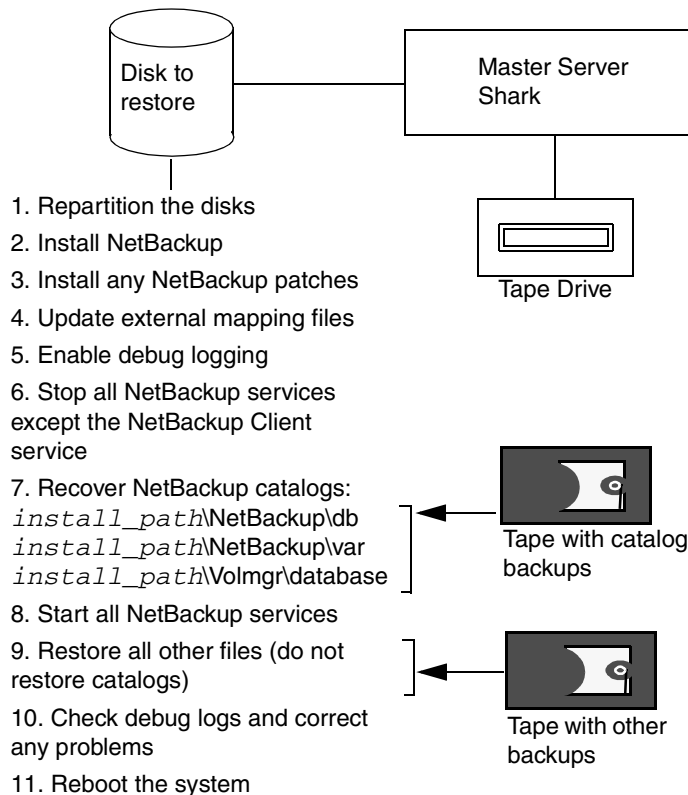 Disk to
restore
Master Server
Shark
Tape Drive
1. Repartition the disks
2. Install NetBackup
3. Install any NetBackup patches
4. Update external mapping files
5. Enable debug logging
6. Stop all NetBackup services
except the NetBackup Client
service
7. Recover NetBackup catalogs:
install_path\NetBackup\db
install_path\NetBackup\var
install_path\Volmgr\database
Tape with catalog
backups
8. Start all NetBackup services
9. Restore all other files (do not
restore catalogs)
Tape with other
backups
10. Check debug logs and correct
any problems
11. Reboot the system